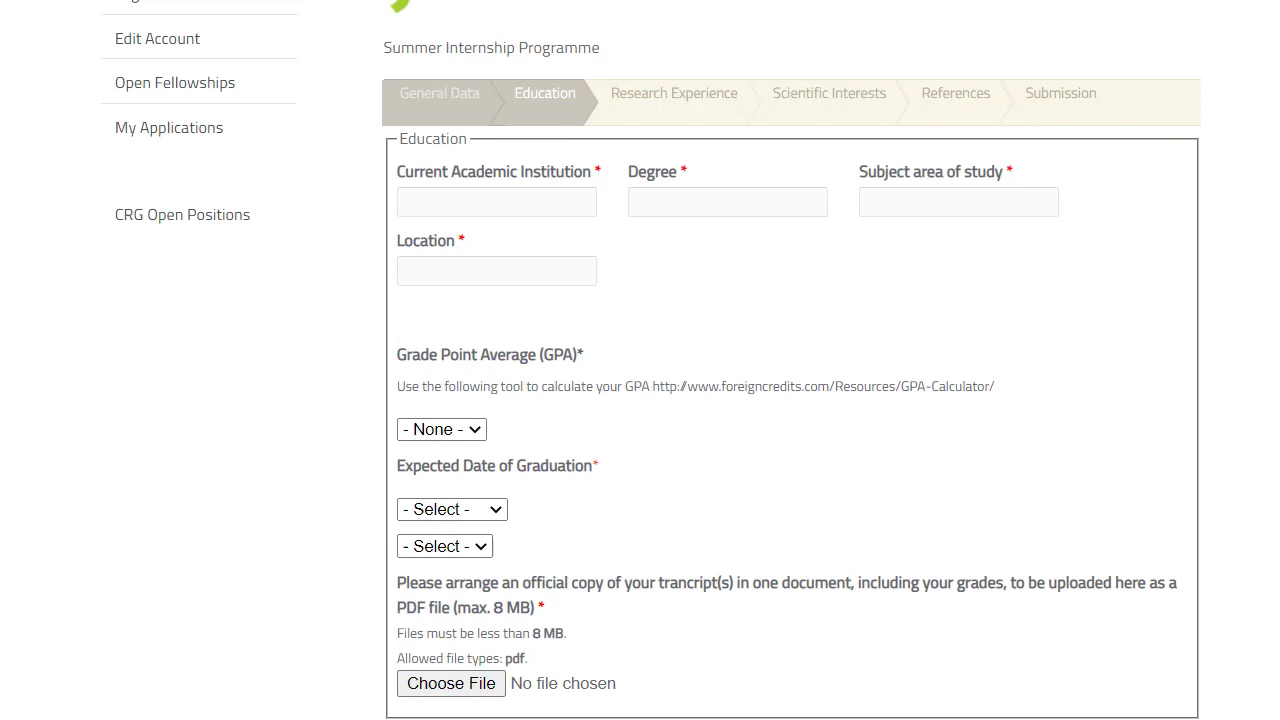 Edit Account
Open Fellowships
My Applications
CRG Open Positions
Summer Internship Programme
General Data Education Research Experience Scientific Interests References Submission
Education
Current Academic Institution * Degree * Subject area of study *
Location *
Grade Point Average (GPA)*
Use the following tool to calculate your GPA http://www.foreigncredits.com/Resources/GPA-Calculator/
- None -
Expected Date of Graduation*
- Select -
- Select -
Please arrange an official copy of your trancript(s) in one document, including your grades, to be uploaded here as a
PDF file (max. 8 MB) *
Files must be less than 8 MB.
Allowed file types: pdf.
Choose File No file chosen